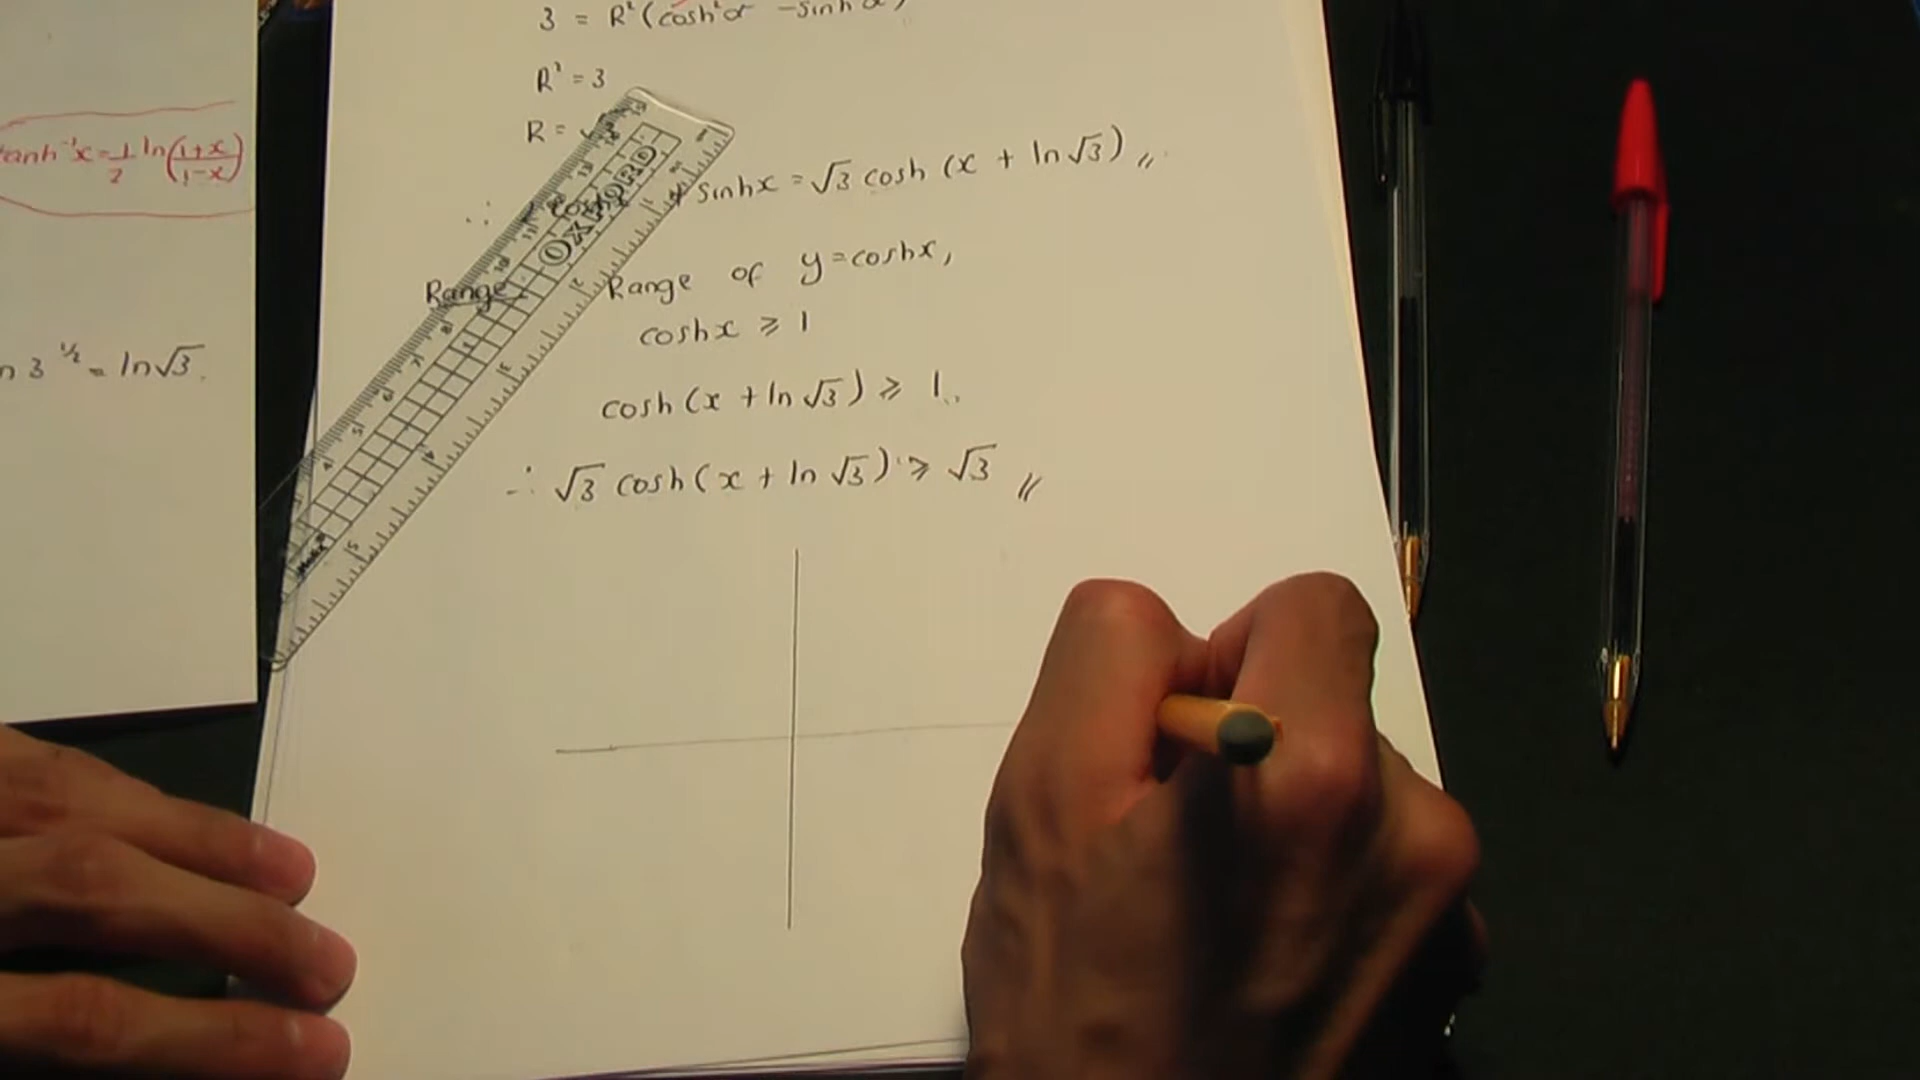 3 = R²(cosh²α - sinh²α)
R² = 3
R = √
∴ cosh + sinhx = √3 cosh (x + ln√3) //
Range Range of y = coshx,
coshx ⩾ 1
cosh(x + ln√3) ⩾ 1
∴ √3 cosh(x + ln√3) ⩾ √3 //
tanh⁻¹x = 1/2 ln((1+x)/(1-x))
3^1/2 = ln√3.
OXFORD